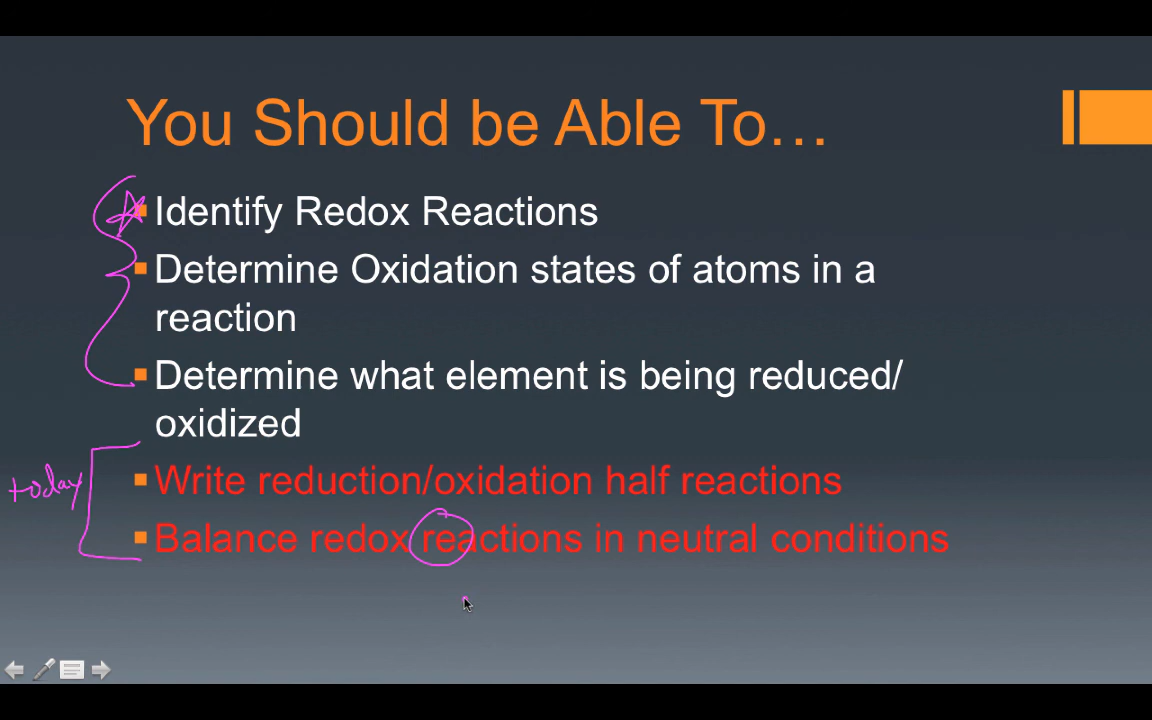 You Should be Able To...
Identify Redox Reactions
Determine Oxidation states of atoms in a
reaction
Determine what element is being reduced/
oxidized
today
Write reduction/oxidation half reactions
Balance redox reactions in neutral conditions